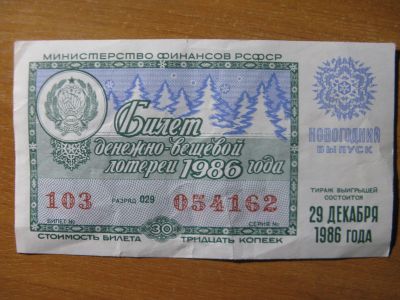 МИНИСТЕРСТВО ФИНАНСОВ РСФСР
Билет
денежно-вещевой
лотереи 1986 года
НОВОГОДНИЙ
ВЫПУСК
103 РАЗРЯД 029 054162
БИЛЕТ № СЕРИЯ №
СТОИМОСТЬ БИЛЕТА 30 ТРИДЦАТЬ КОПЕЕК
ТИРАЖ ВЫИГРЫШЕЙ
СОСТОИТСЯ
29 ДЕКАБРЯ
1986 ГОДА